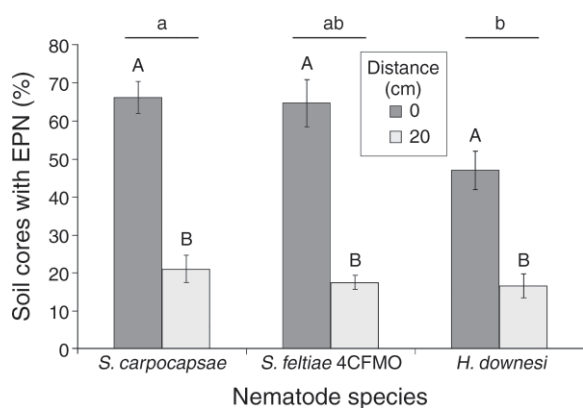 a ab b
80
70
60
50
40
30
20
10
0
Soil cores with EPN (%)
A B A B A B
Distance
(cm)
0
20
S. carpocapsae S. feltiae 4CFMO H. downesi
Nematode species